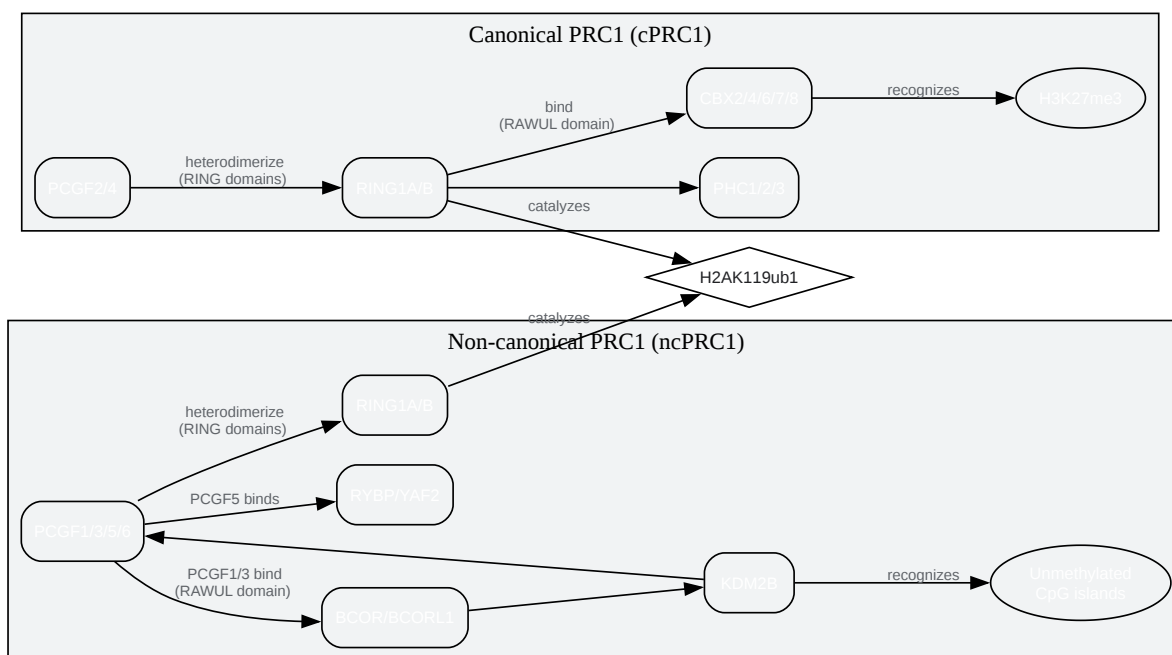 Canonical PRC1 (cPRC1)
CBX2/4/6/7/8
recognizes
H3K27me3
bind
(RAWUL domain)
PCGF2/4
heterodimerize
(RING domains)
RING1A/B
PHC1/2/3
catalyzes
H2AK119ub1
catalyzes
Non-canonical PRC1 (ncPRC1)
RING1A/B
heterodimerize
(RING domains)
PCGF5 binds
RYBP/YAF2
PCGF1/3/5/6
PCGF1/3 bind
(RAWUL domain)
BCOR/BCORL1
KDM2B
recognizes
Unmethylated
CpG islands